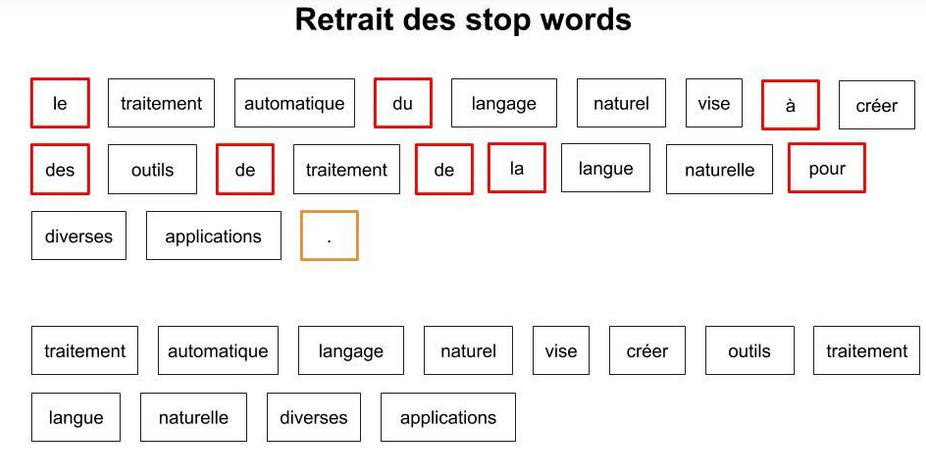 Retrait des stop words
le traitement automatique du langage naturel vise à créer
des outils de traitement de la langue naturelle pour
diverses applications .
traitement automatique langage naturel vise créer outils traitement
langue naturelle diverses applications